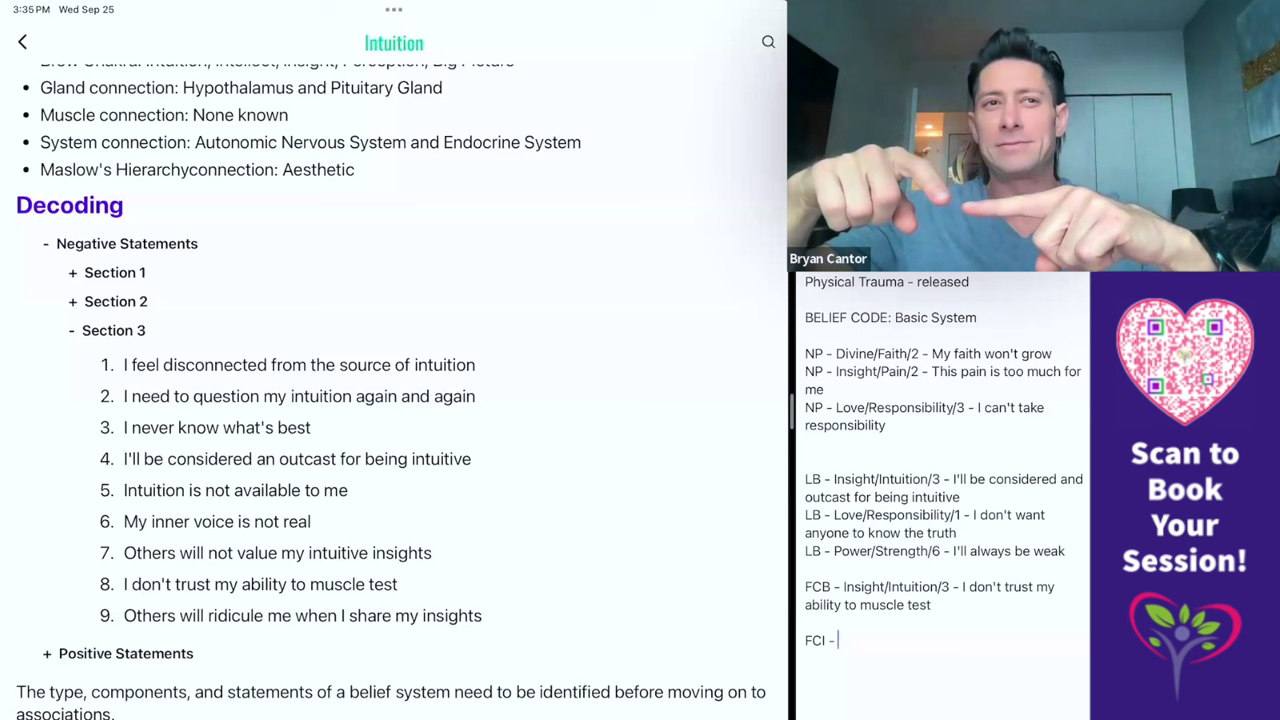 3:35 PM Wed Sep 25
Intuition
Brow Chakra: Intuition, Intellect, Insight, Perception, Big Picture
• Gland connection: Hypothalamus and Pituitary Gland
• Muscle connection: None known
• System connection: Autonomic Nervous System and Endocrine System
• Maslow's Hierarchyconnection: Aesthetic
Decoding
- Negative Statements
+ Section 1
+ Section 2
- Section 3
1. I feel disconnected from the source of intuition
2. I need to question my intuition again and again
3. I never know what's best
4. I'll be considered an outcast for being intuitive
5. Intuition is not available to me
6. My inner voice is not real
7. Others will not value my intuitive insights
8. I don't trust my ability to muscle test
9. Others will ridicule me when I share my insights
+ Positive Statements
The type, components, and statements of a belief system need to be identified before moving on to
associations.
Bryan Cantor
Physical Trauma - released
BELIEF CODE: Basic System
NP - Divine/Faith/2 - My faith won't grow
NP - Insight/Pain/2 - This pain is too much for
me
NP - Love/Responsibility/3 - I can't take
responsibility
LB - Insight/Intuition/3 - I'll be considered and
outcast for being intuitive
LB - Love/Responsibility/1 - I don't want
anyone to know the truth
LB - Power/Strength/6 - I'll always be weak
FCB - Insight/Intuition/3 - I don't trust my
ability to muscle test
FCI -
Scan to
Book
Your
Session!